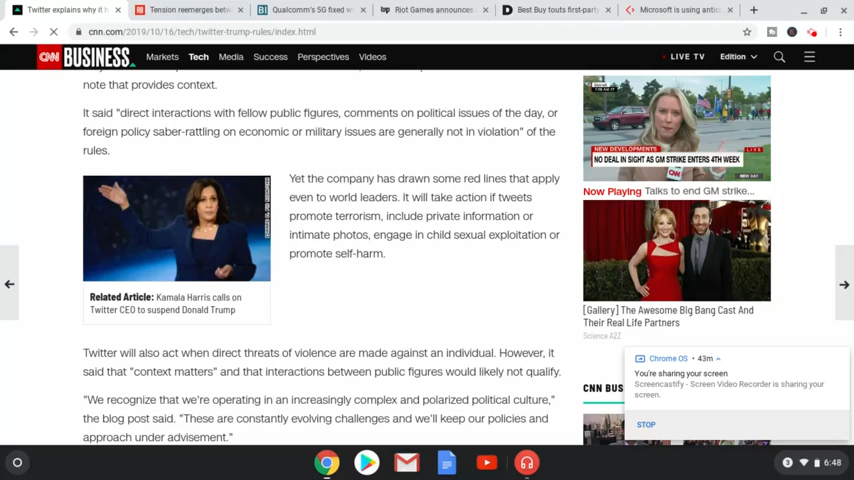 Twitter explains why it h
Tension reemerges betw
Qualcomm's 5G fixed w
Riot Games announces
Best Buy touts first-party
Microsoft is using antic
cnn.com/2019/10/16/tech/twitter-trump-rules/index.html
CNN BUSINESS Markets Tech Media Success Perspectives Videos LIVE TV Edition
note that provides context.
It said "direct interactions with fellow public figures, comments on political issues of the day, or
foreign policy saber-rattling on economic or military issues are generally not in violation" of the
rules.
Yet the company has drawn some red lines that apply
even to world leaders. It will take action if tweets
promote terrorism, include private information or
intimate photos, engage in child sexual exploitation or
promote self-harm.
Related Article: Kamala Harris calls on
Twitter CEO to suspend Donald Trump
Twitter will also act when direct threats of violence are made against an individual. However, it
said that "context matters" and that interactions between public figures would likely not qualify.
"We recognize that we're operating in an increasingly complex and polarized political culture,"
the blog post said. "These are constantly evolving challenges and we'll keep our policies and
approach under advisement."
NEW DEVELOPMENTS
LIVE
NO DEAL IN SIGHT AS GM STRIKE ENTERS 4TH WEEK
CNN
NEW DAY
Now Playing Talks to end GM strike...
[Gallery] The Awesome Big Bang Cast And
Their Real Life Partners
Science A22
CNN BUS
Chrome OS • 43m
You're sharing your screen
Screencastify - Screen Video Recorder is sharing your
screen.
STOP
3
6:48